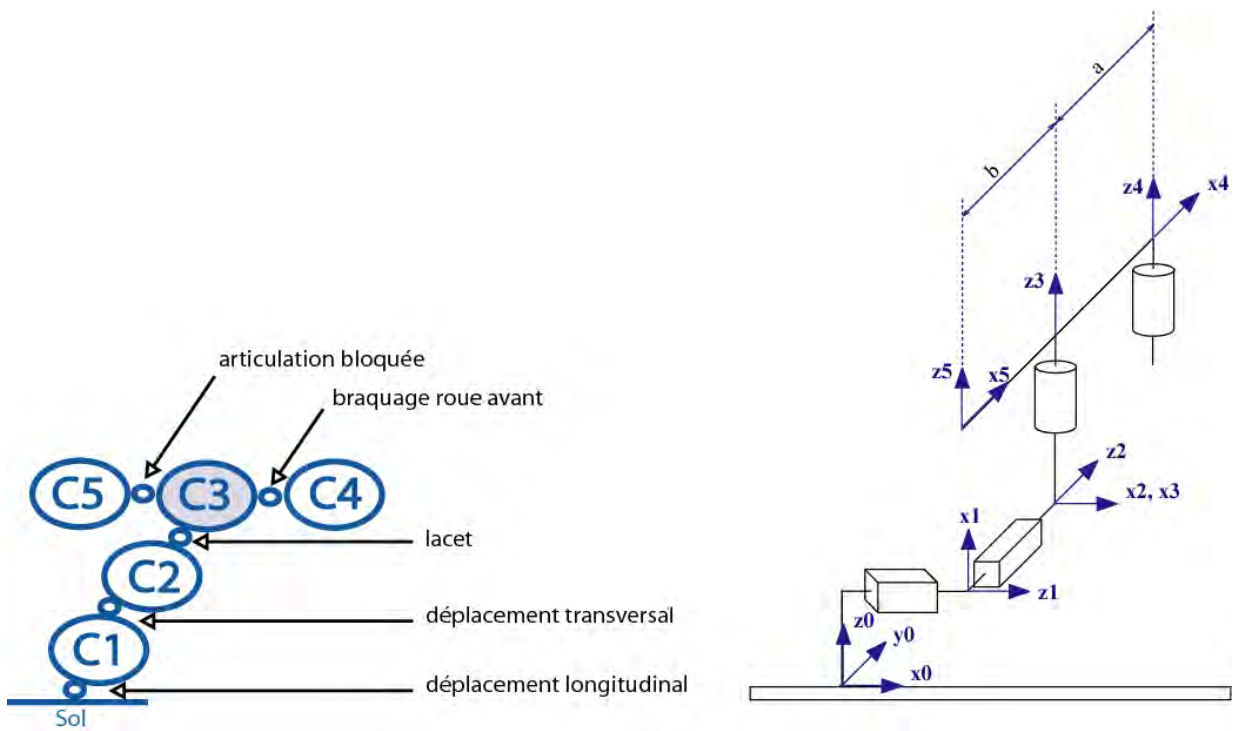 articulation bloquée
braquage roue avant
C5
C3
C4
lacet
C2
déplacement transversal
C1
déplacement longitudinal
Sol
a
b
z4
x4
z3
z5
x5
z2
x2, x3
x1
z1
z0
y0
x0